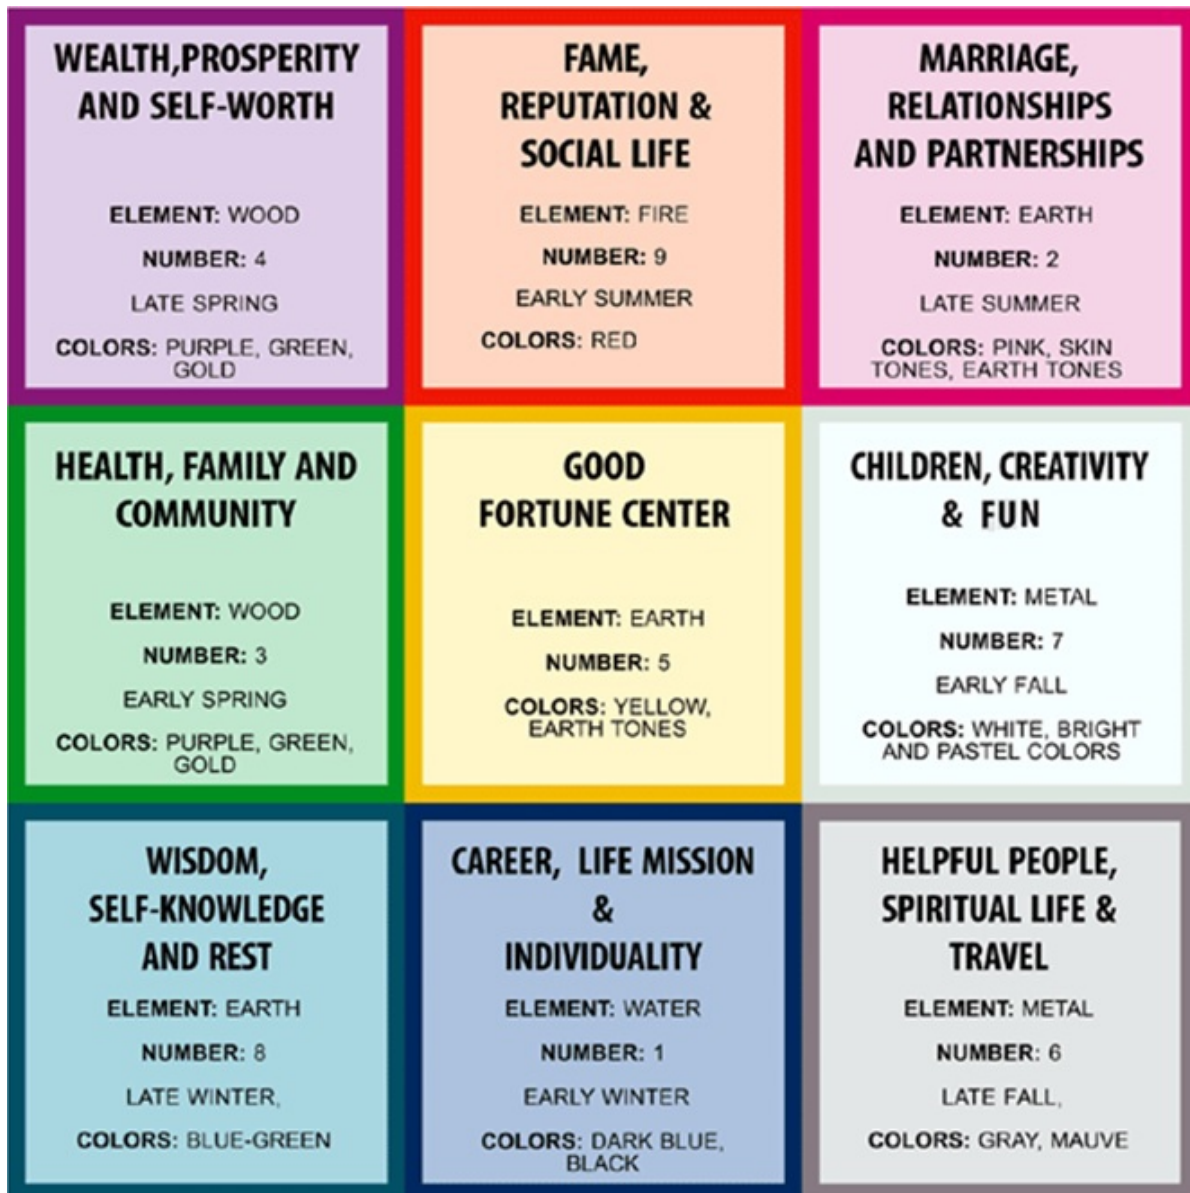 WEALTH,PROSPERITY
AND SELF-WORTH
ELEMENT: WOOD
NUMBER: 4
LATE SPRING
COLORS: PURPLE, GREEN,
GOLD
FAME,
REPUTATION &
SOCIAL LIFE
ELEMENT: FIRE
NUMBER: 9
EARLY SUMMER
COLORS: RED
MARRIAGE,
RELATIONSHIPS
AND PARTNERSHIPS
ELEMENT: EARTH
NUMBER: 2
LATE SUMMER
COLORS: PINK, SKIN
TONES, EARTH TONES
HEALTH, FAMILY AND
COMMUNITY
ELEMENT: WOOD
NUMBER: 3
EARLY SPRING
COLORS: PURPLE, GREEN,
GOLD
GOOD
FORTUNE CENTER
ELEMENT: EARTH
NUMBER: 5
COLORS: YELLOW,
EARTH TONES
CHILDREN, CREATIVITY
& FUN
ELEMENT: METAL
NUMBER: 7
EARLY FALL
COLORS: WHITE, BRIGHT
AND PASTEL COLORS
WISDOM,
SELF-KNOWLEDGE
AND REST
ELEMENT: EARTH
NUMBER: 8
LATE WINTER,
COLORS: BLUE-GREEN
CAREER, LIFE MISSION
&
INDIVIDUALITY
ELEMENT: WATER
NUMBER: 1
EARLY WINTER
COLORS: DARK BLUE,
BLACK
HELPFUL PEOPLE,
SPIRITUAL LIFE &
TRAVEL
ELEMENT: METAL
NUMBER: 6
LATE FALL,
COLORS: GRAY, MAUVE